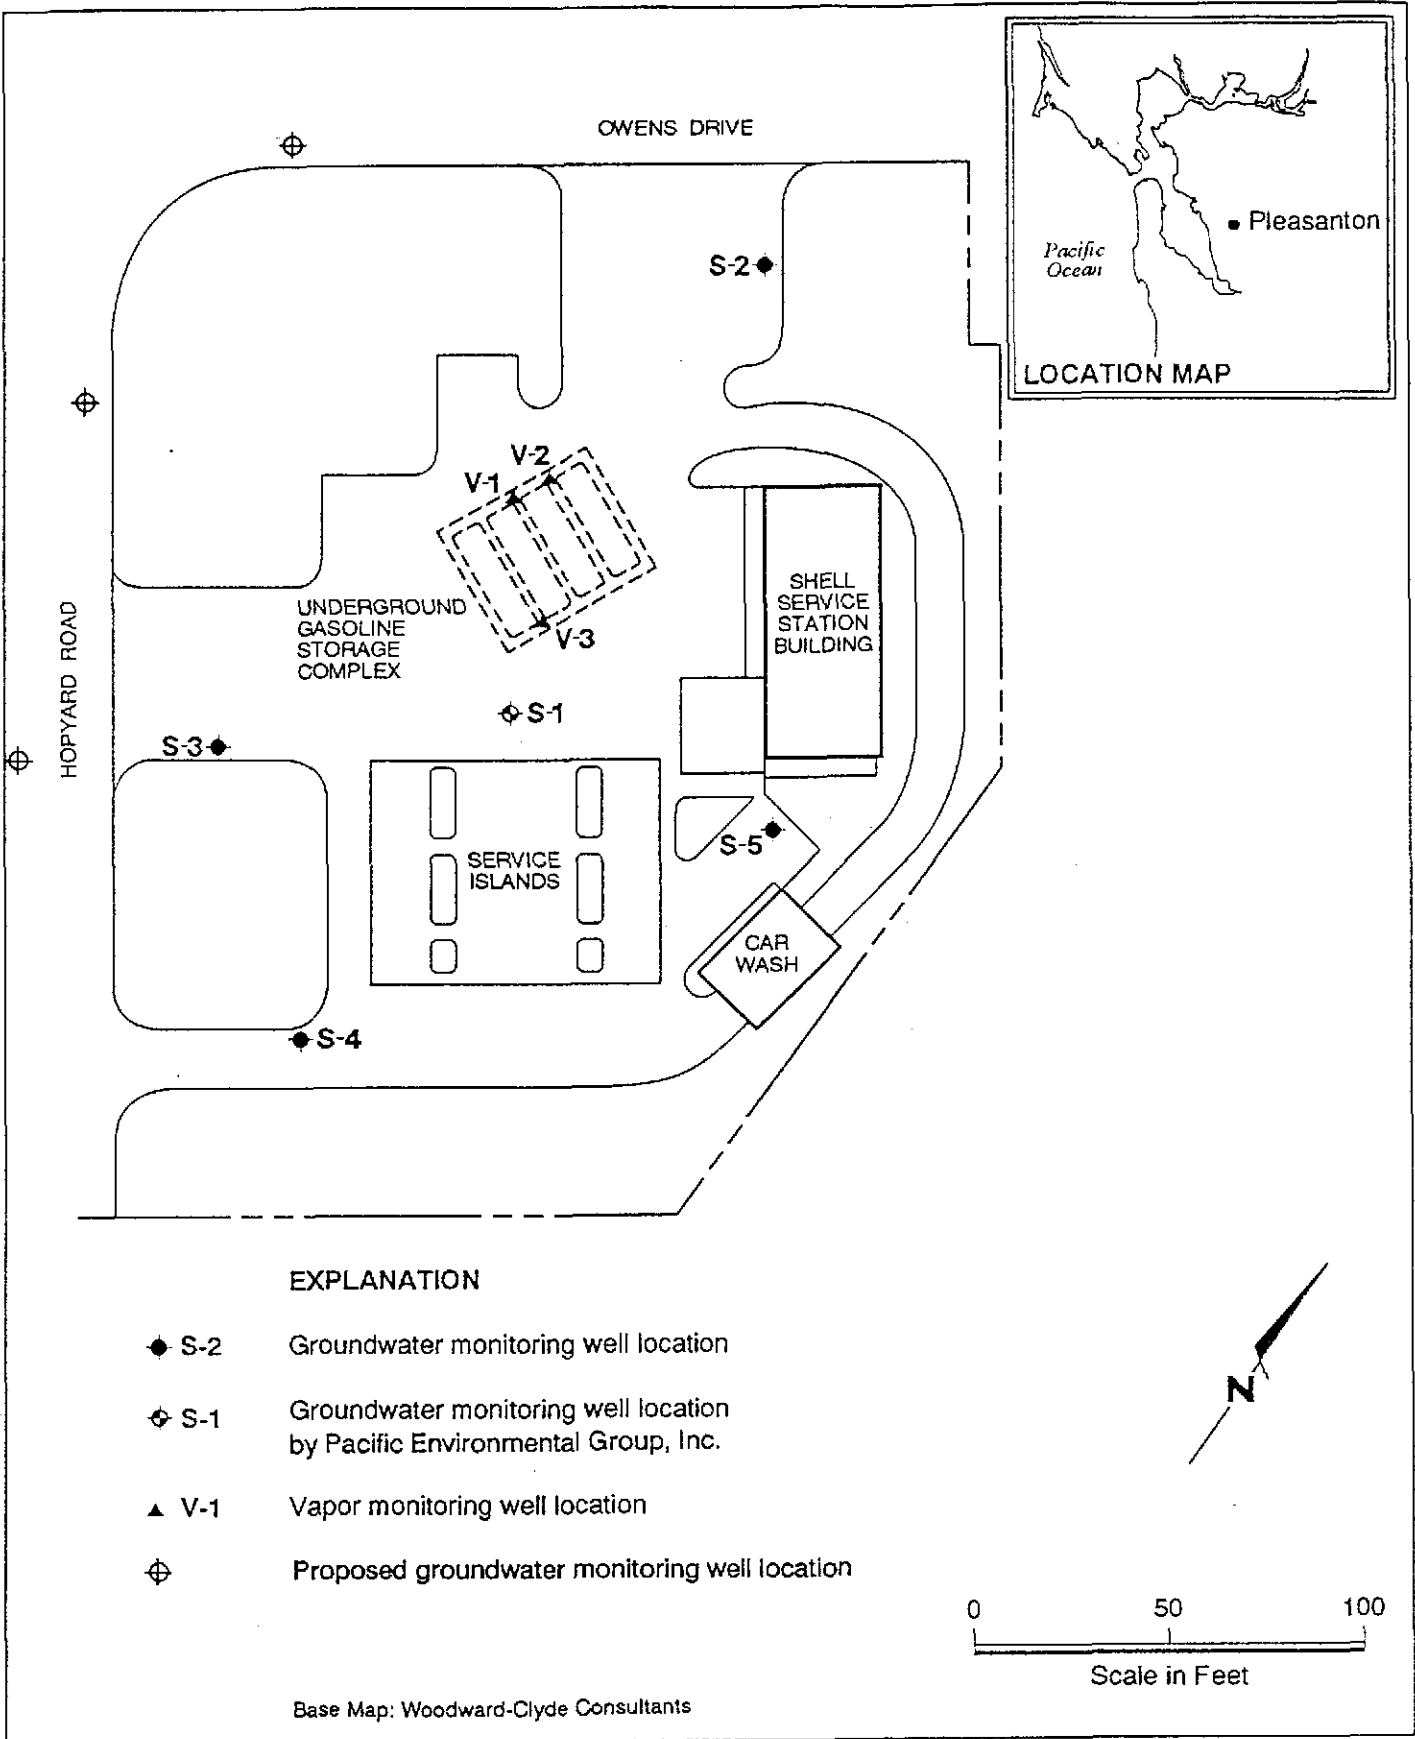 OWENS DRIVE
Pleasanton
Pacific
Ocean
LOCATION MAP
S-2
V-2
V-1
UNDERGROUND
GASOLINE
STORAGE
COMPLEX
V-3
SHELL
SERVICE
STATION
BUILDING
HOPYARD ROAD
S-1
S-3
S-5
SERVICE
ISLANDS
CAR
WASH
S-4
EXPLANATION
S-2 Groundwater monitoring well location
S-1 Groundwater monitoring well location
by Pacific Environmental Group, Inc.
V-1 Vapor monitoring well location
Proposed groundwater monitoring well location
N
0 50 100
Scale in Feet
Base Map: Woodward-Clyde Consultants